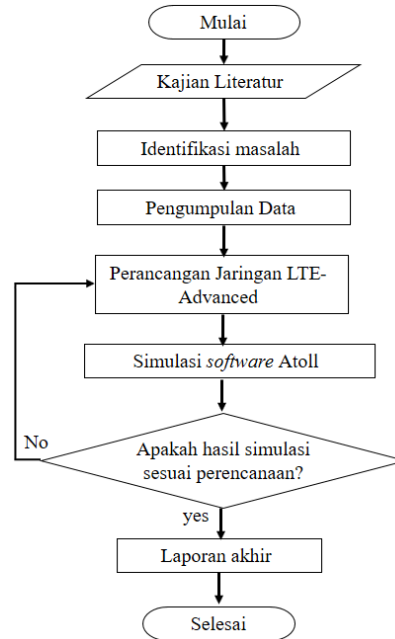 Mulai
Kajian Literatur
Identifikasi masalah
Pengumpulan Data
Perancangan Jaringan LTE-
Advanced
Simulasi software Atoll
No
Apakah hasil simulasi
sesuai perencanaan?
yes
Laporan akhir
Selesai